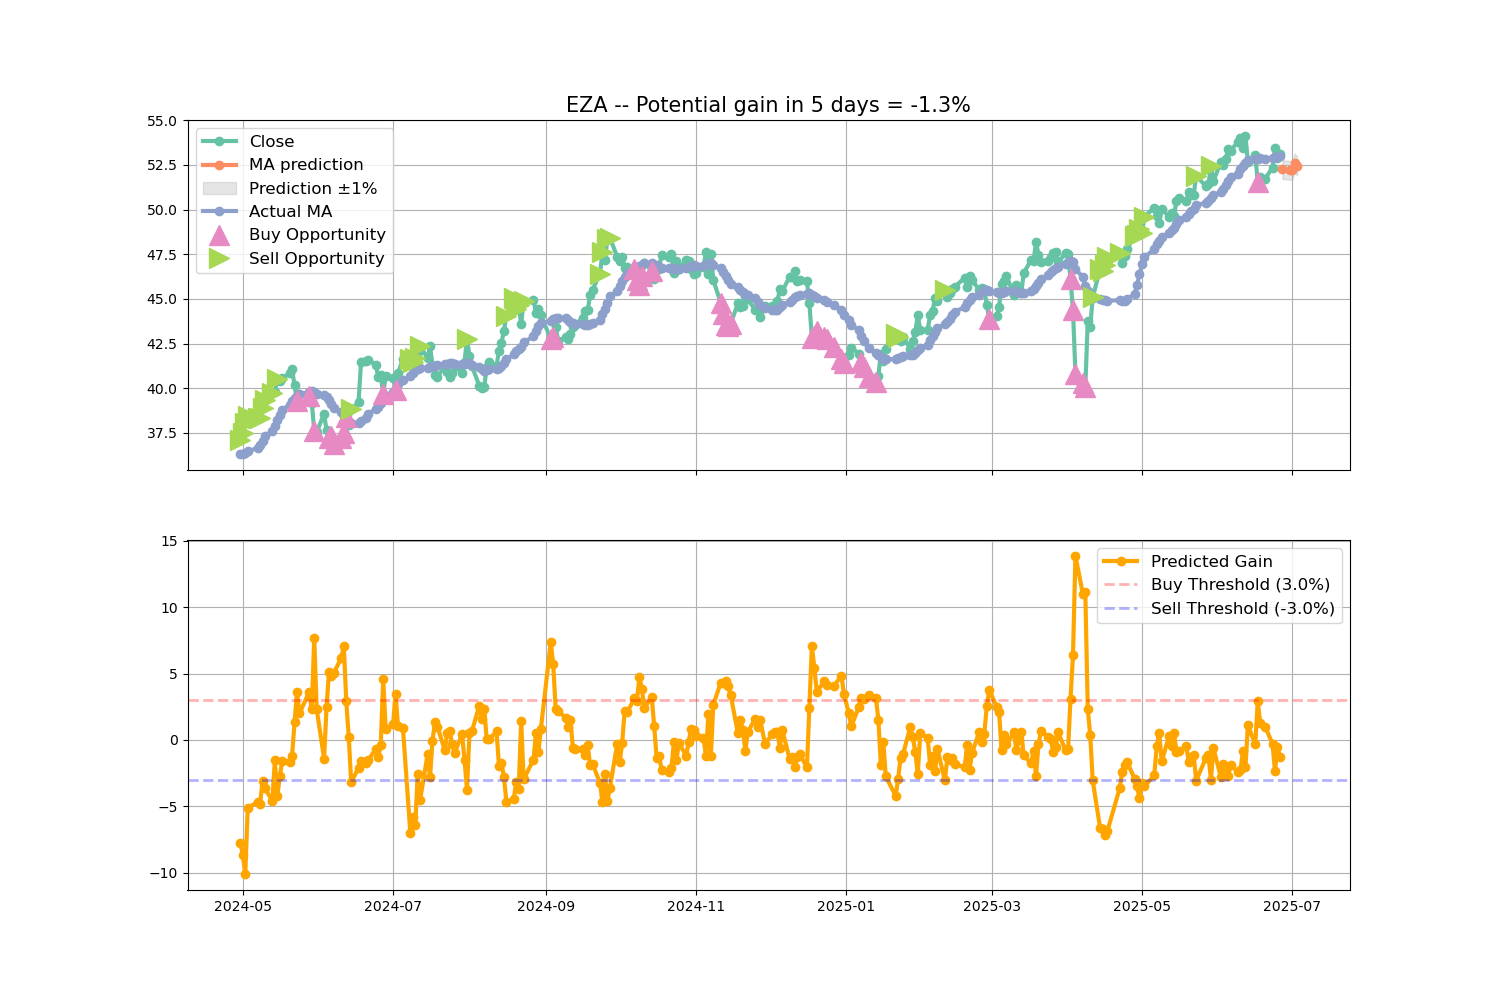 EZA -- Potential gain in 5 days = -1.3%
55.0
52.5
50.0
47.5
45.0
42.5
40.0
37.5
Close
MA prediction
Prediction ±1%
Actual MA
Buy Opportunity
Sell Opportunity
15
10
5
0
−5
−10
Predicted Gain
Buy Threshold (3.0%)
Sell Threshold (-3.0%)
2024-05 2024-07 2024-09 2024-11 2025-01 2025-03 2025-05 2025-07